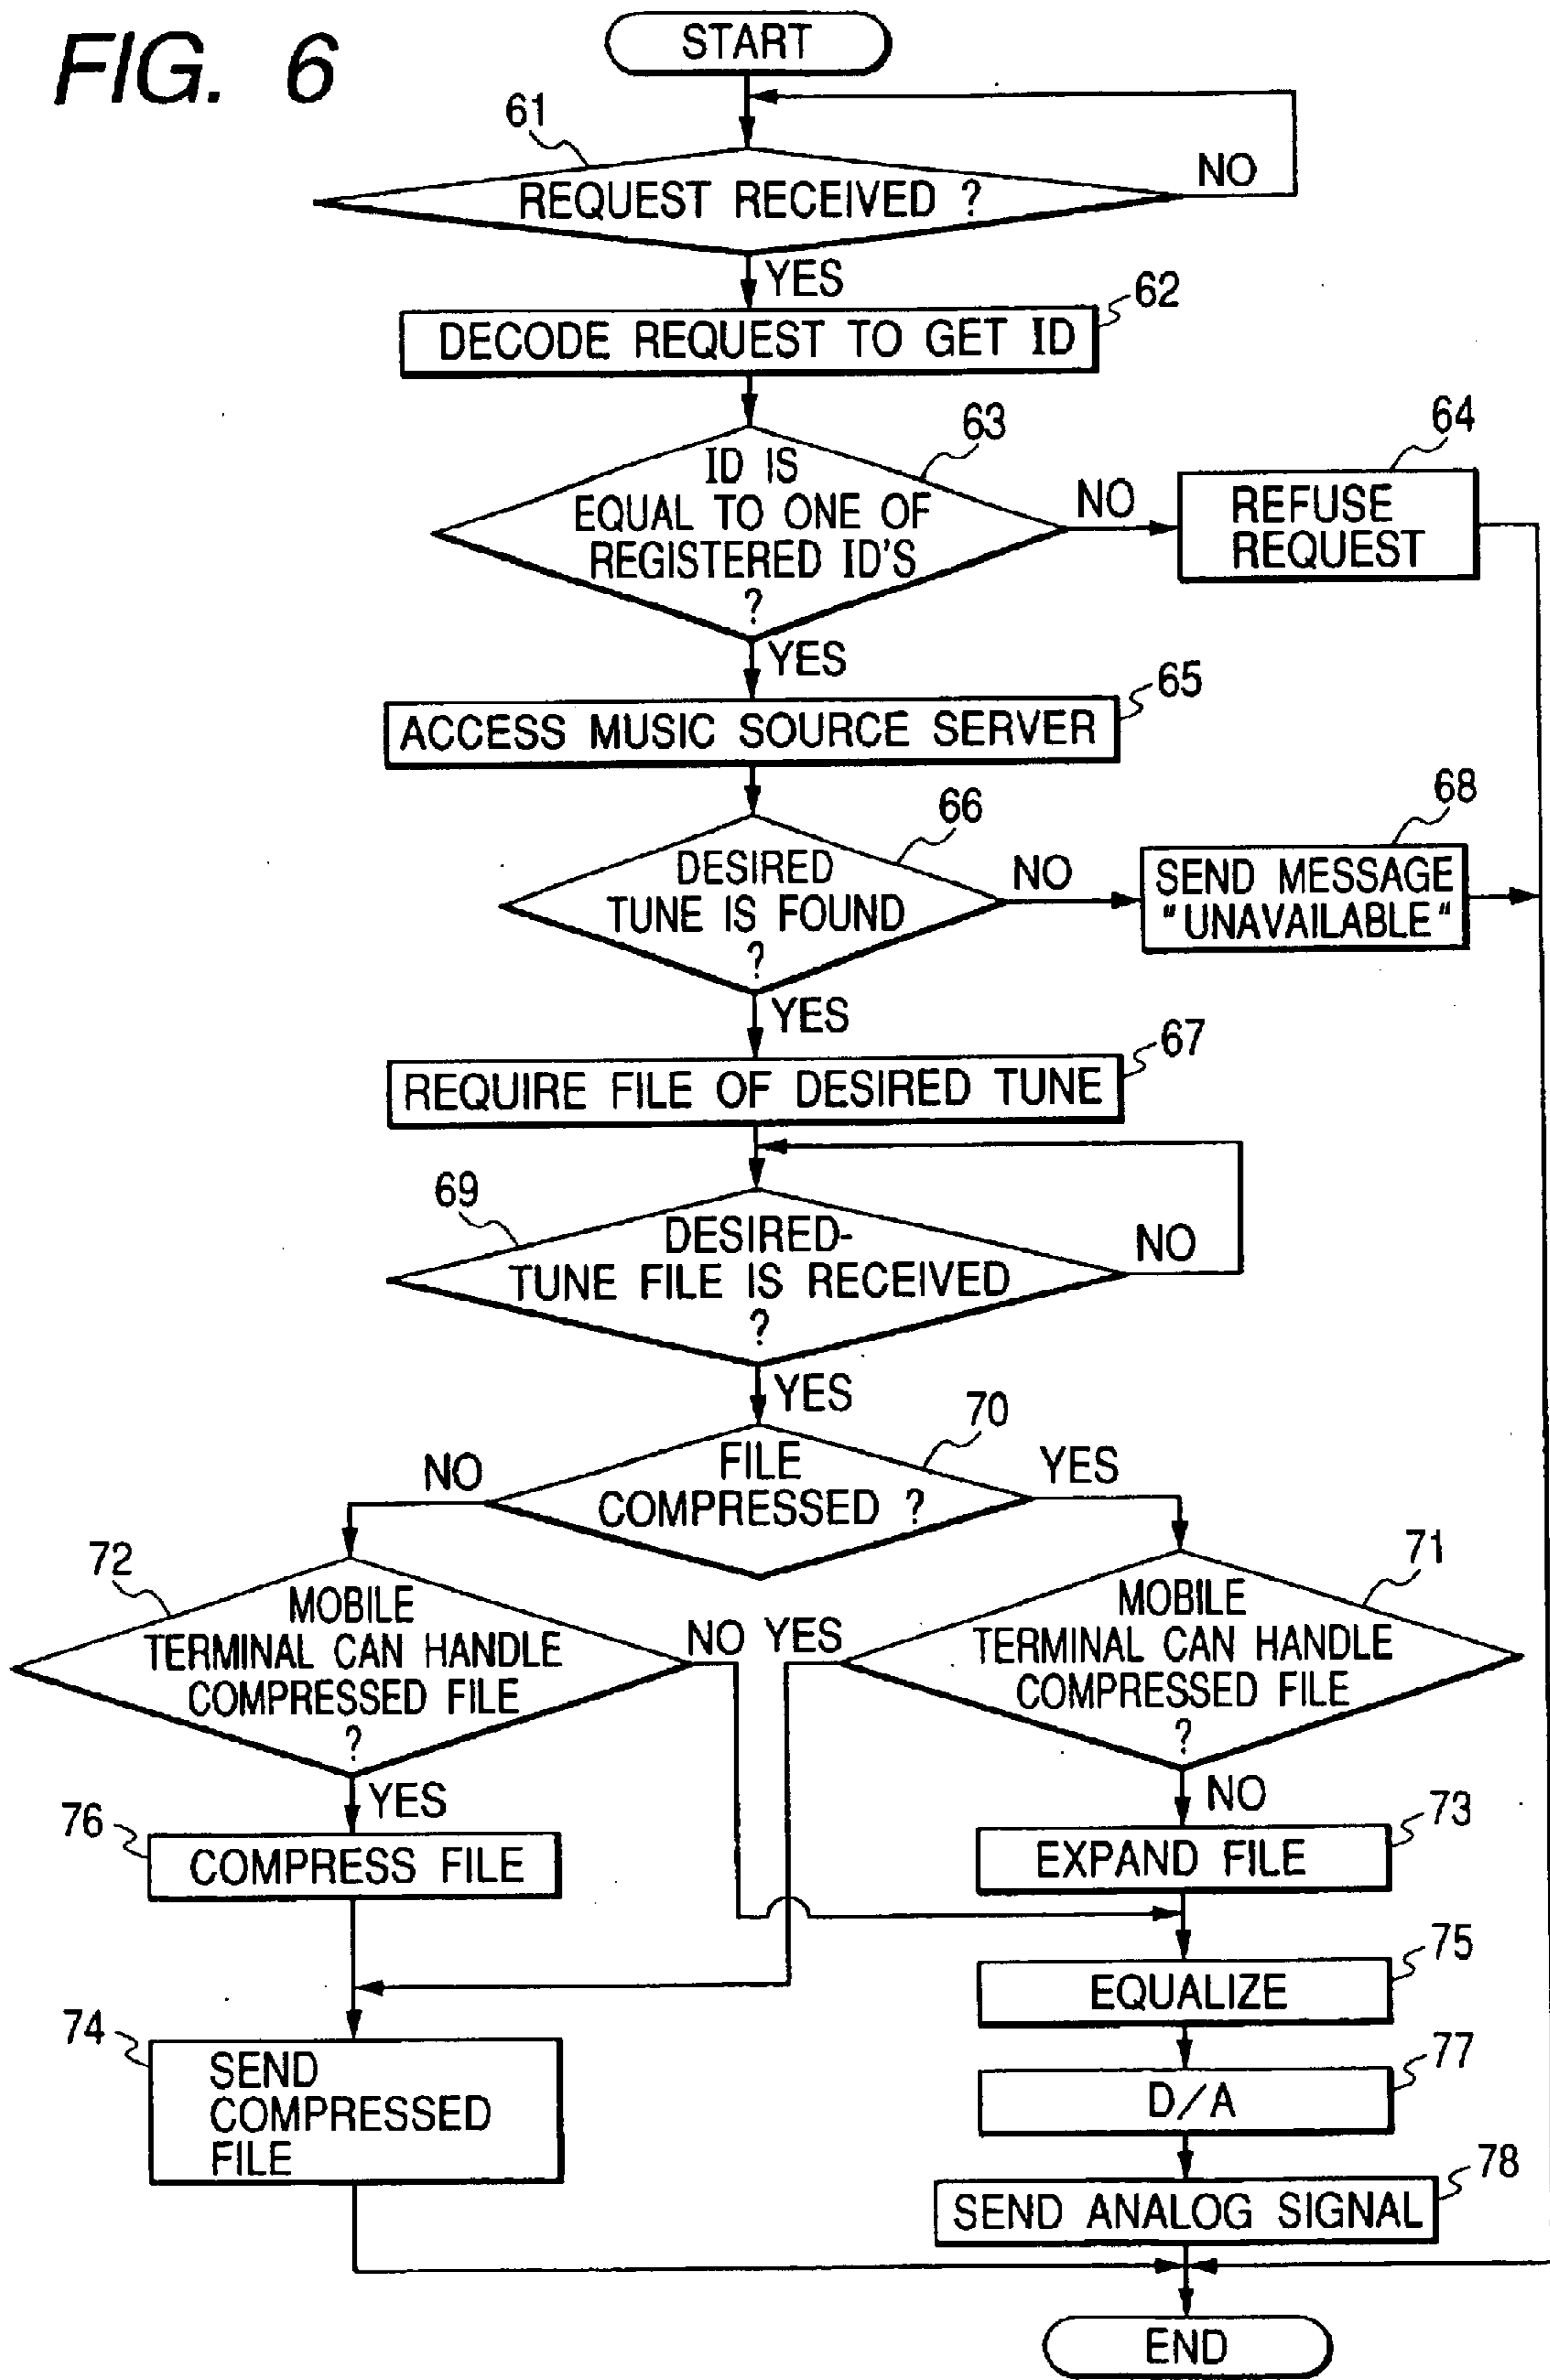 FIG. 6
START
61
REQUEST RECEIVED ?
NO
YES
62
DECODE REQUEST TO GET ID
63
ID IS
EQUAL TO ONE OF
REGISTERED ID'S
?
NO
64
REFUSE
REQUEST
YES
65
ACCESS MUSIC SOURCE SERVER
66
DESIRED
TUNE IS FOUND
?
NO
68
SEND MESSAGE
"UNAVAILABLE"
YES
67
REQUIRE FILE OF DESIRED TUNE
69
DESIRED-
TUNE FILE IS RECEIVED
?
NO
YES
70
FILE
COMPRESSED ?
NO
YES
72
MOBILE
TERMINAL CAN HANDLE
COMPRESSED FILE
?
NO
YES
71
MOBILE
TERMINAL CAN HANDLE
COMPRESSED FILE
?
YES
NO
76
COMPRESS FILE
73
EXPAND FILE
75
EQUALIZE
74
SEND
COMPRESSED
FILE
77
D/A
78
SEND ANALOG SIGNAL
END